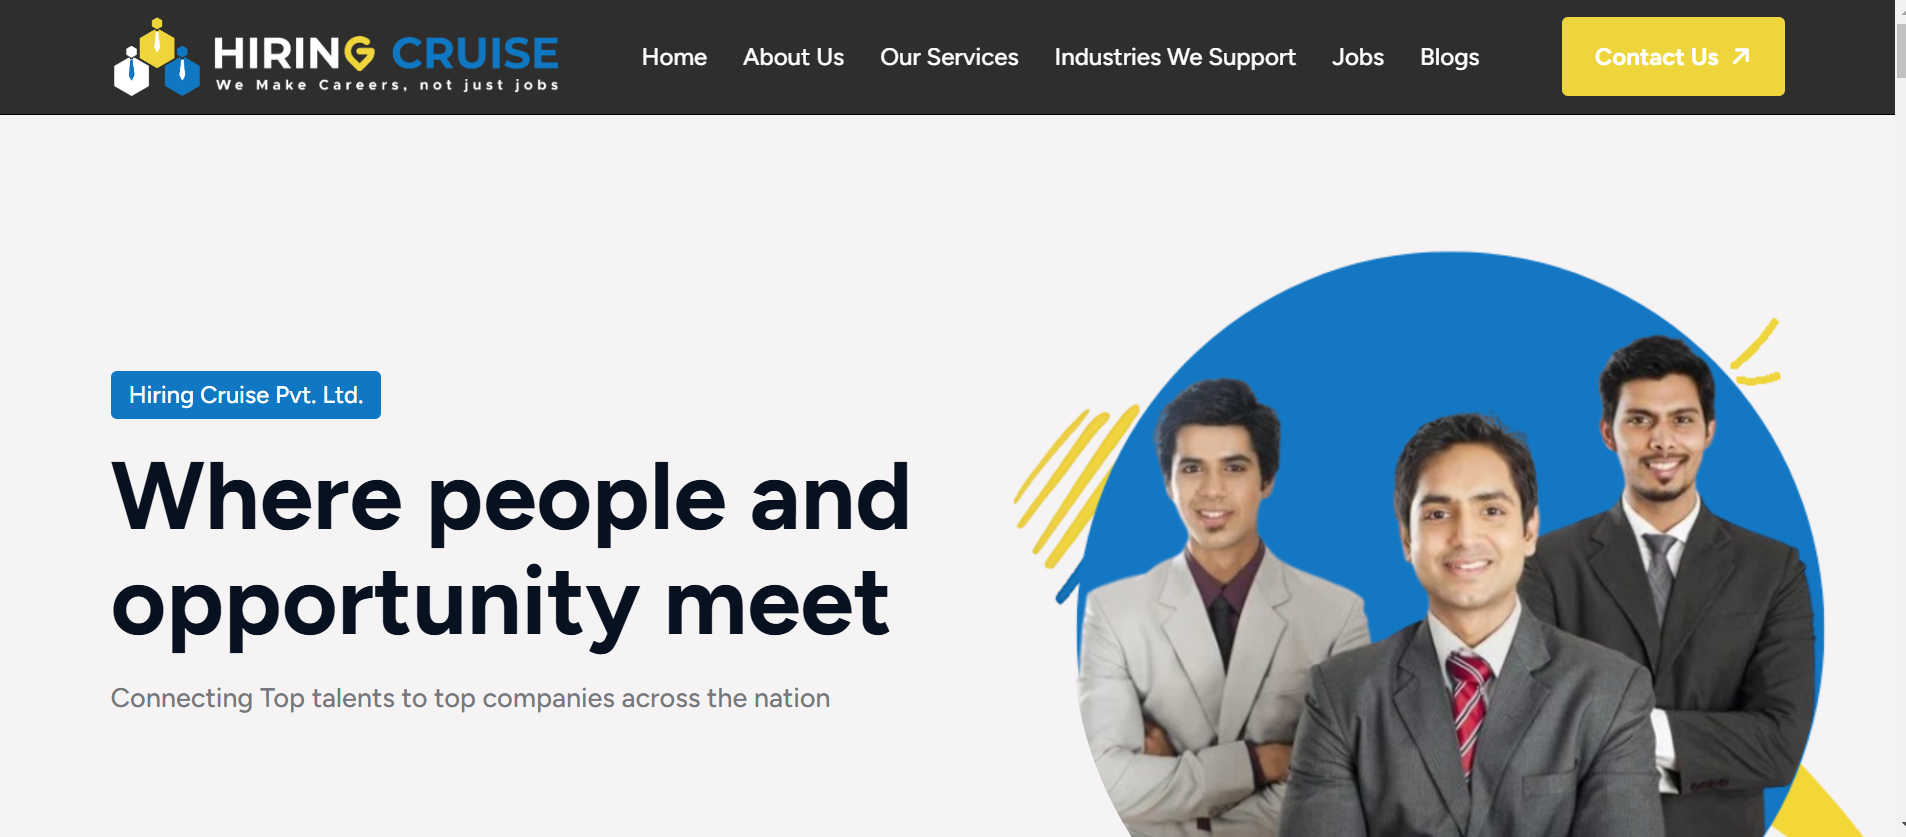 HIRING CRUISE
We Make Careers, not just jobs
Home About Us Our Services Industries We Support Jobs Blogs
Contact Us
Hiring Cruise Pvt. Ltd.
Where people and
opportunity meet
Connecting Top talents to top companies across the nation